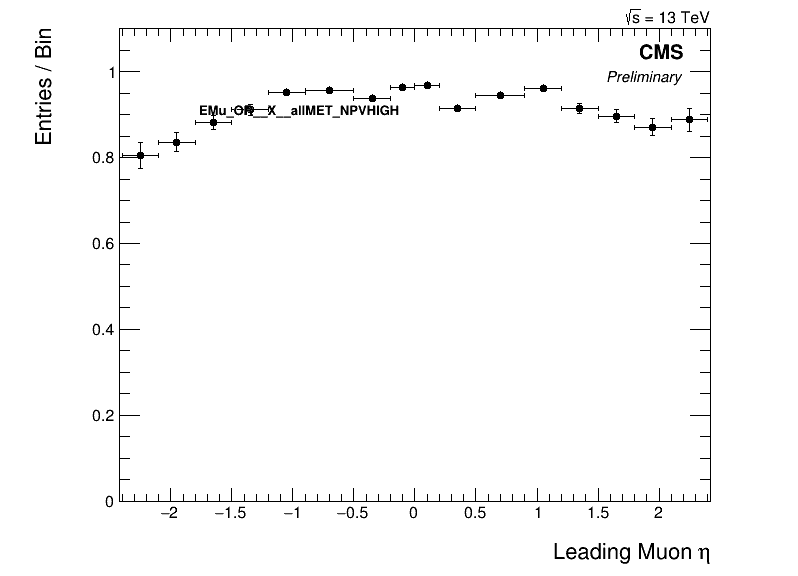 √s = 13 TeV
CMS
Preliminary
Entries / Bin
EMu_OR__X__allMET_NPVHIGH
1
0.8
0.6
0.4
0.2
0
−2 −1.5 −1 −0.5 0 0.5 1 1.5 2
Leading Muon η